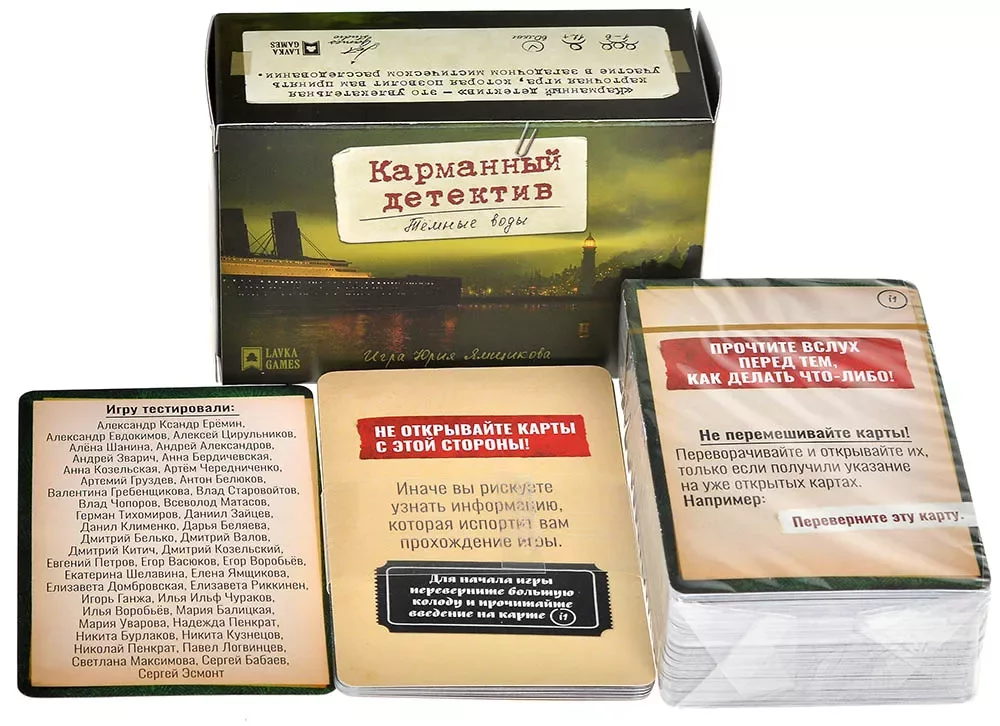 «Карманный детектив» – это увлекательная
карточная игра, которая позволит вам принять
участие в загадочном мистическом расследовании.
LAVKA
GAMES
12+
1–6
Карманный
детектив
Тёмные воды
LAVKA
GAMES
Игра Юрия Ямщикова
Игру тестировали:
Александр Ксандр Ерёмин,
Александр Евдокимов, Алексей Цирульников,
Алёна Шанина, Андрей Александров,
Андрей Зварич, Анна Бердичевская,
Анна Козельская, Артём Чередниченко,
Артемий Груздев, Антон Белюков,
Валентина Гребенщикова, Влад Старовойтов,
Влад Чопоров, Всеволод Матасов,
Герман Тихомиров, Даниил Зайцев,
Данил Клименко, Дарья Беляева,
Дмитрий Белько, Дмитрий Валов,
Дмитрий Китич, Дмитрий Козельский,
Евгений Петров, Егор Васюков, Егор Воробьёв,
Екатерина Шелавина, Елена Ямщикова,
Елизавета Домбровская, Елизавета Риккинен,
Игорь Ганжа, Илья Ильф Чураков,
Илья Воробьёв, Мария Балицкая,
Мария Уварова, Надежда Пенкрат,
Никита Бурлаков, Никита Кузнецов,
Николай Пенкрат, Павел Логвинцев,
Светлана Максимова, Сергей Бабаев,
Сергей Эсмонт
НЕ ОТКРЫВАЙТЕ КАРТЫ
С ЭТОЙ СТОРОНЫ!
Иначе вы рискуете
узнать информацию,
которая испортит вам
прохождение игры.
Для начала игры
переверните большую
колоду и прочитайте
введение на карте i1
i1
ПРОЧТИТЕ ВСЛУХ
ПЕРЕД ТЕМ,
КАК ДЕЛАТЬ ЧТО-ЛИБО!
Не перемешивайте карты!
Переворачивайте и открывайте их,
только если получили указание
на уже открытых картах.
Например:
Переверните эту карту.